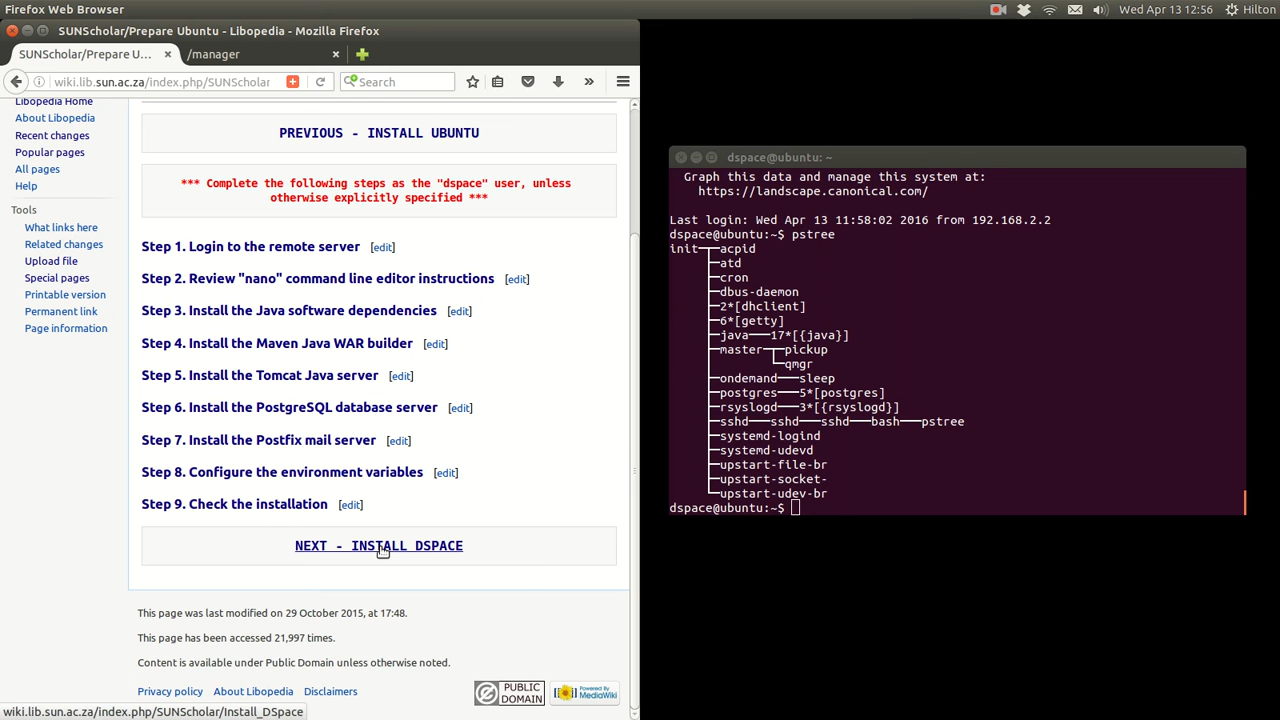 Firefox Web Browser
Wed Apr 13 12:56
Hilton
SUNScholar/Prepare Ubuntu - Libopedia - Mozilla Firefox
SUNScholar/Prepare U...
/manager
wiki.lib.sun.ac.za/index.php/SUNScholar
Search
Libopedia Home
About Libopedia
Recent changes
Popular pages
All pages
Help
Tools
What links here
Related changes
Upload file
Special pages
Printable version
Permanent link
Page information
PREVIOUS - INSTALL UBUNTU
*** Complete the following steps as the "dspace" user, unless
otherwise explicitly specified ***
Step 1. Login to the remote server [edit]
Step 2. Review "nano" command line editor instructions [edit]
Step 3. Install the Java software dependencies [edit]
Step 4. Install the Maven Java WAR builder [edit]
Step 5. Install the Tomcat Java server [edit]
Step 6. Install the PostgreSQL database server [edit]
Step 7. Install the Postfix mail server [edit]
Step 8. Configure the environment variables [edit]
Step 9. Check the installation [edit]
NEXT - INSTALL DSPACE
This page was last modified on 29 October 2015, at 17:48.
This page has been accessed 21,997 times.
Content is available under Public Domain unless otherwise noted.
Privacy policy About Libopedia Disclaimers
PUBLIC
DOMAIN
Powered By
MediaWiki
wiki.lib.sun.ac.za/index.php/SUNScholar/Install_DSpace
dspace@ubuntu: ~
Graph this data and manage this system at:
https://landscape.canonical.com/
Last login: Wed Apr 13 11:58:02 2016 from 192.168.2.2
dspace@ubuntu:~$ pstree
init─┬─acpid
├─atd
├─cron
├─dbus-daemon
├─2*[dhclient]
├─6*[getty]
├─java───17*[{java}]
├─master─┬─pickup
│ └─qmgr
├─ondemand───sleep
├─postgres───5*[postgres]
├─rsyslogd───3*[{rsyslogd}]
├─sshd───sshd───sshd───bash───pstree
├─systemd-logind
├─systemd-udevd
├─upstart-file-br
├─upstart-socket-
└─upstart-udev-br
dspace@ubuntu:~$